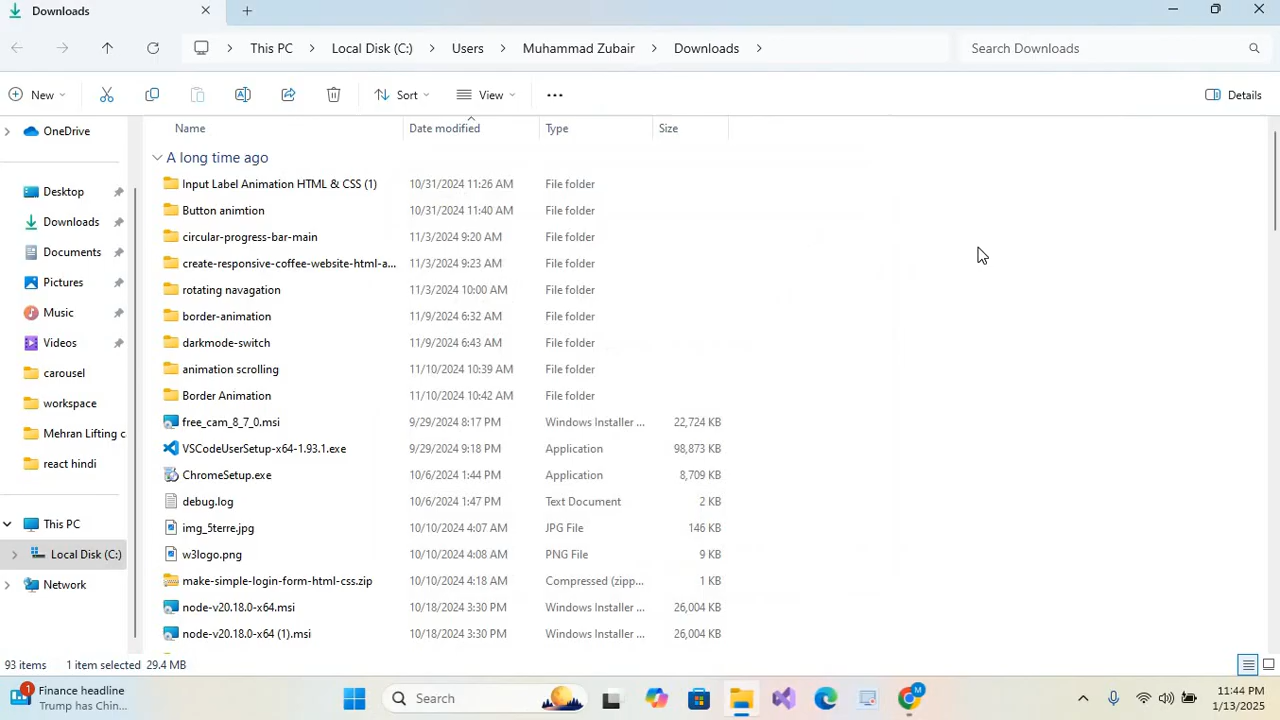 Downloads
This PC Local Disk (C:) Users Muhammad Zubair Downloads Search Downloads
New Sort View Details
Name Date modified Type Size
OneDrive
Desktop
Downloads
Documents
Pictures
Music
Videos
carousel
workspace
Mehran Lifting c
react hindi
This PC
Local Disk (C:)
Network
A long time ago
Input Label Animation HTML & CSS (1) 10/31/2024 11:26 AM File folder
Button animtion 10/31/2024 11:40 AM File folder
circular-progress-bar-main 11/3/2024 9:20 AM File folder
create-responsive-coffee-website-html-a... 11/3/2024 9:23 AM File folder
rotating navagation 11/3/2024 10:00 AM File folder
border-animation 11/9/2024 6:32 AM File folder
darkmode-switch 11/9/2024 6:43 AM File folder
animation scrolling 11/10/2024 10:39 AM File folder
Border Animation 11/10/2024 10:42 AM File folder
free_cam_8_7_0.msi 9/29/2024 8:17 PM Windows Installer ... 22,724 KB
VSCodeUserSetup-x64-1.93.1.exe 9/29/2024 9:18 PM Application 98,873 KB
ChromeSetup.exe 10/6/2024 1:44 PM Application 8,709 KB
debug.log 10/6/2024 1:47 PM Text Document 2 KB
img_5terre.jpg 10/10/2024 4:07 AM JPG File 146 KB
w3logo.png 10/10/2024 4:08 AM PNG File 9 KB
make-simple-login-form-html-css.zip 10/10/2024 4:18 AM Compressed (zipp... 1 KB
node-v20.18.0-x64.msi 10/18/2024 3:30 PM Windows Installer ... 26,004 KB
node-v20.18.0-x64 (1).msi 10/18/2024 3:30 PM Windows Installer ... 26,004 KB
93 items 1 item selected 29.4 MB
1
Finance headline
Trump has Chin...
Search
M
11:44 PM
1/13/2025